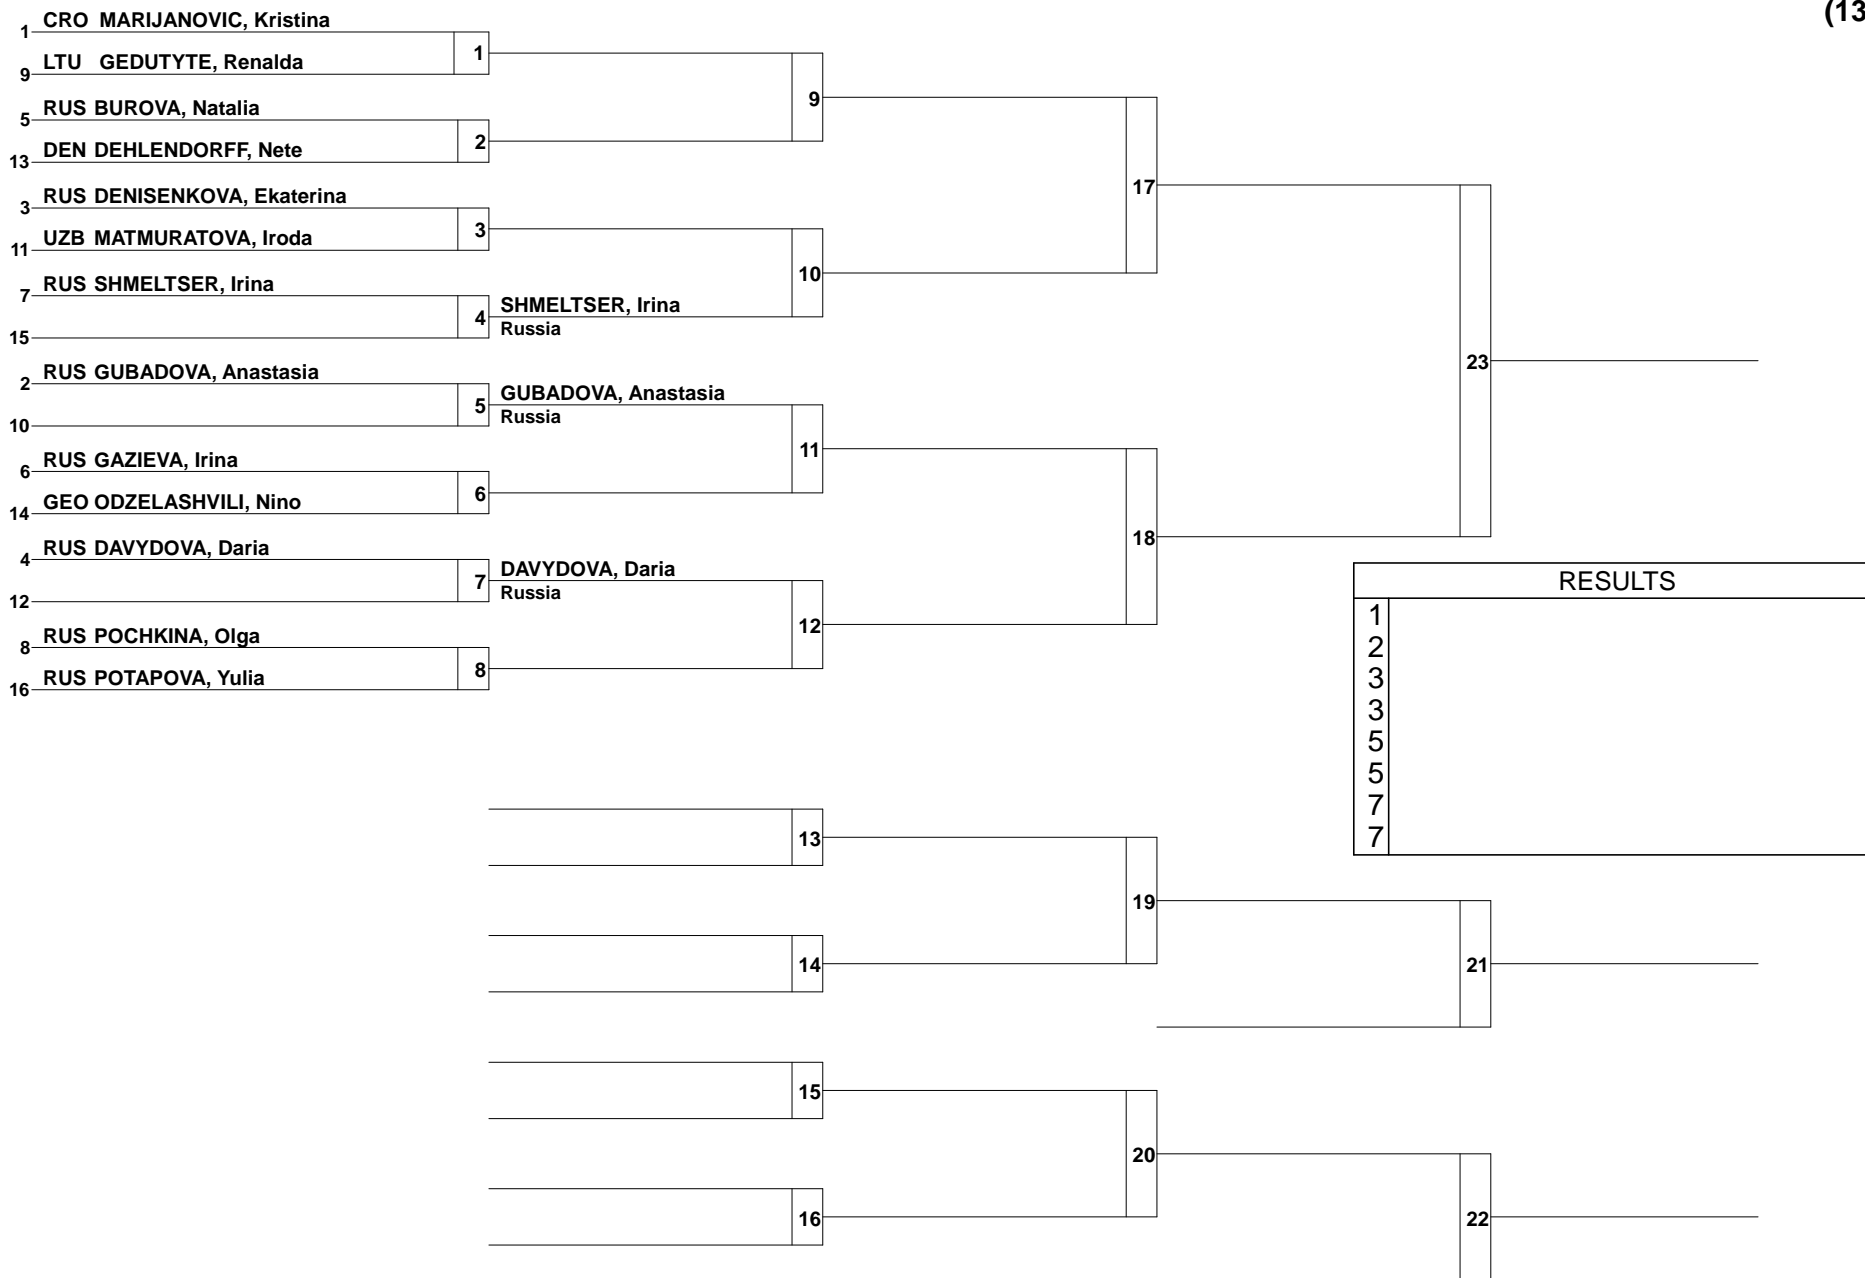 (13
1 CRO MARIJANOVIC, Kristina
1
9 LTU GEDUTYTE, Renalda
9
5 RUS BUROVA, Natalia
2
13 DEN DEHLENDORFF, Nete
17
3 RUS DENISENKOVA, Ekaterina
3
11 UZB MATMURATOVA, Iroda
10
7 RUS SHMELTSER, Irina
4 SHMELTSER, Irina
Russia
15
23
2 RUS GUBADOVA, Anastasia
5 GUBADOVA, Anastasia
Russia
10
11
6 RUS GAZIEVA, Irina
6
14 GEO ODZELASHVILI, Nino
18
4 RUS DAVYDOVA, Daria
7 DAVYDOVA, Daria
Russia
12
12
8 RUS POCHKINA, Olga
8
16 RUS POTAPOVA, Yulia
RESULTS
1
2
3
3
5
5
7
7
13
19
14
21
15
20
16
22